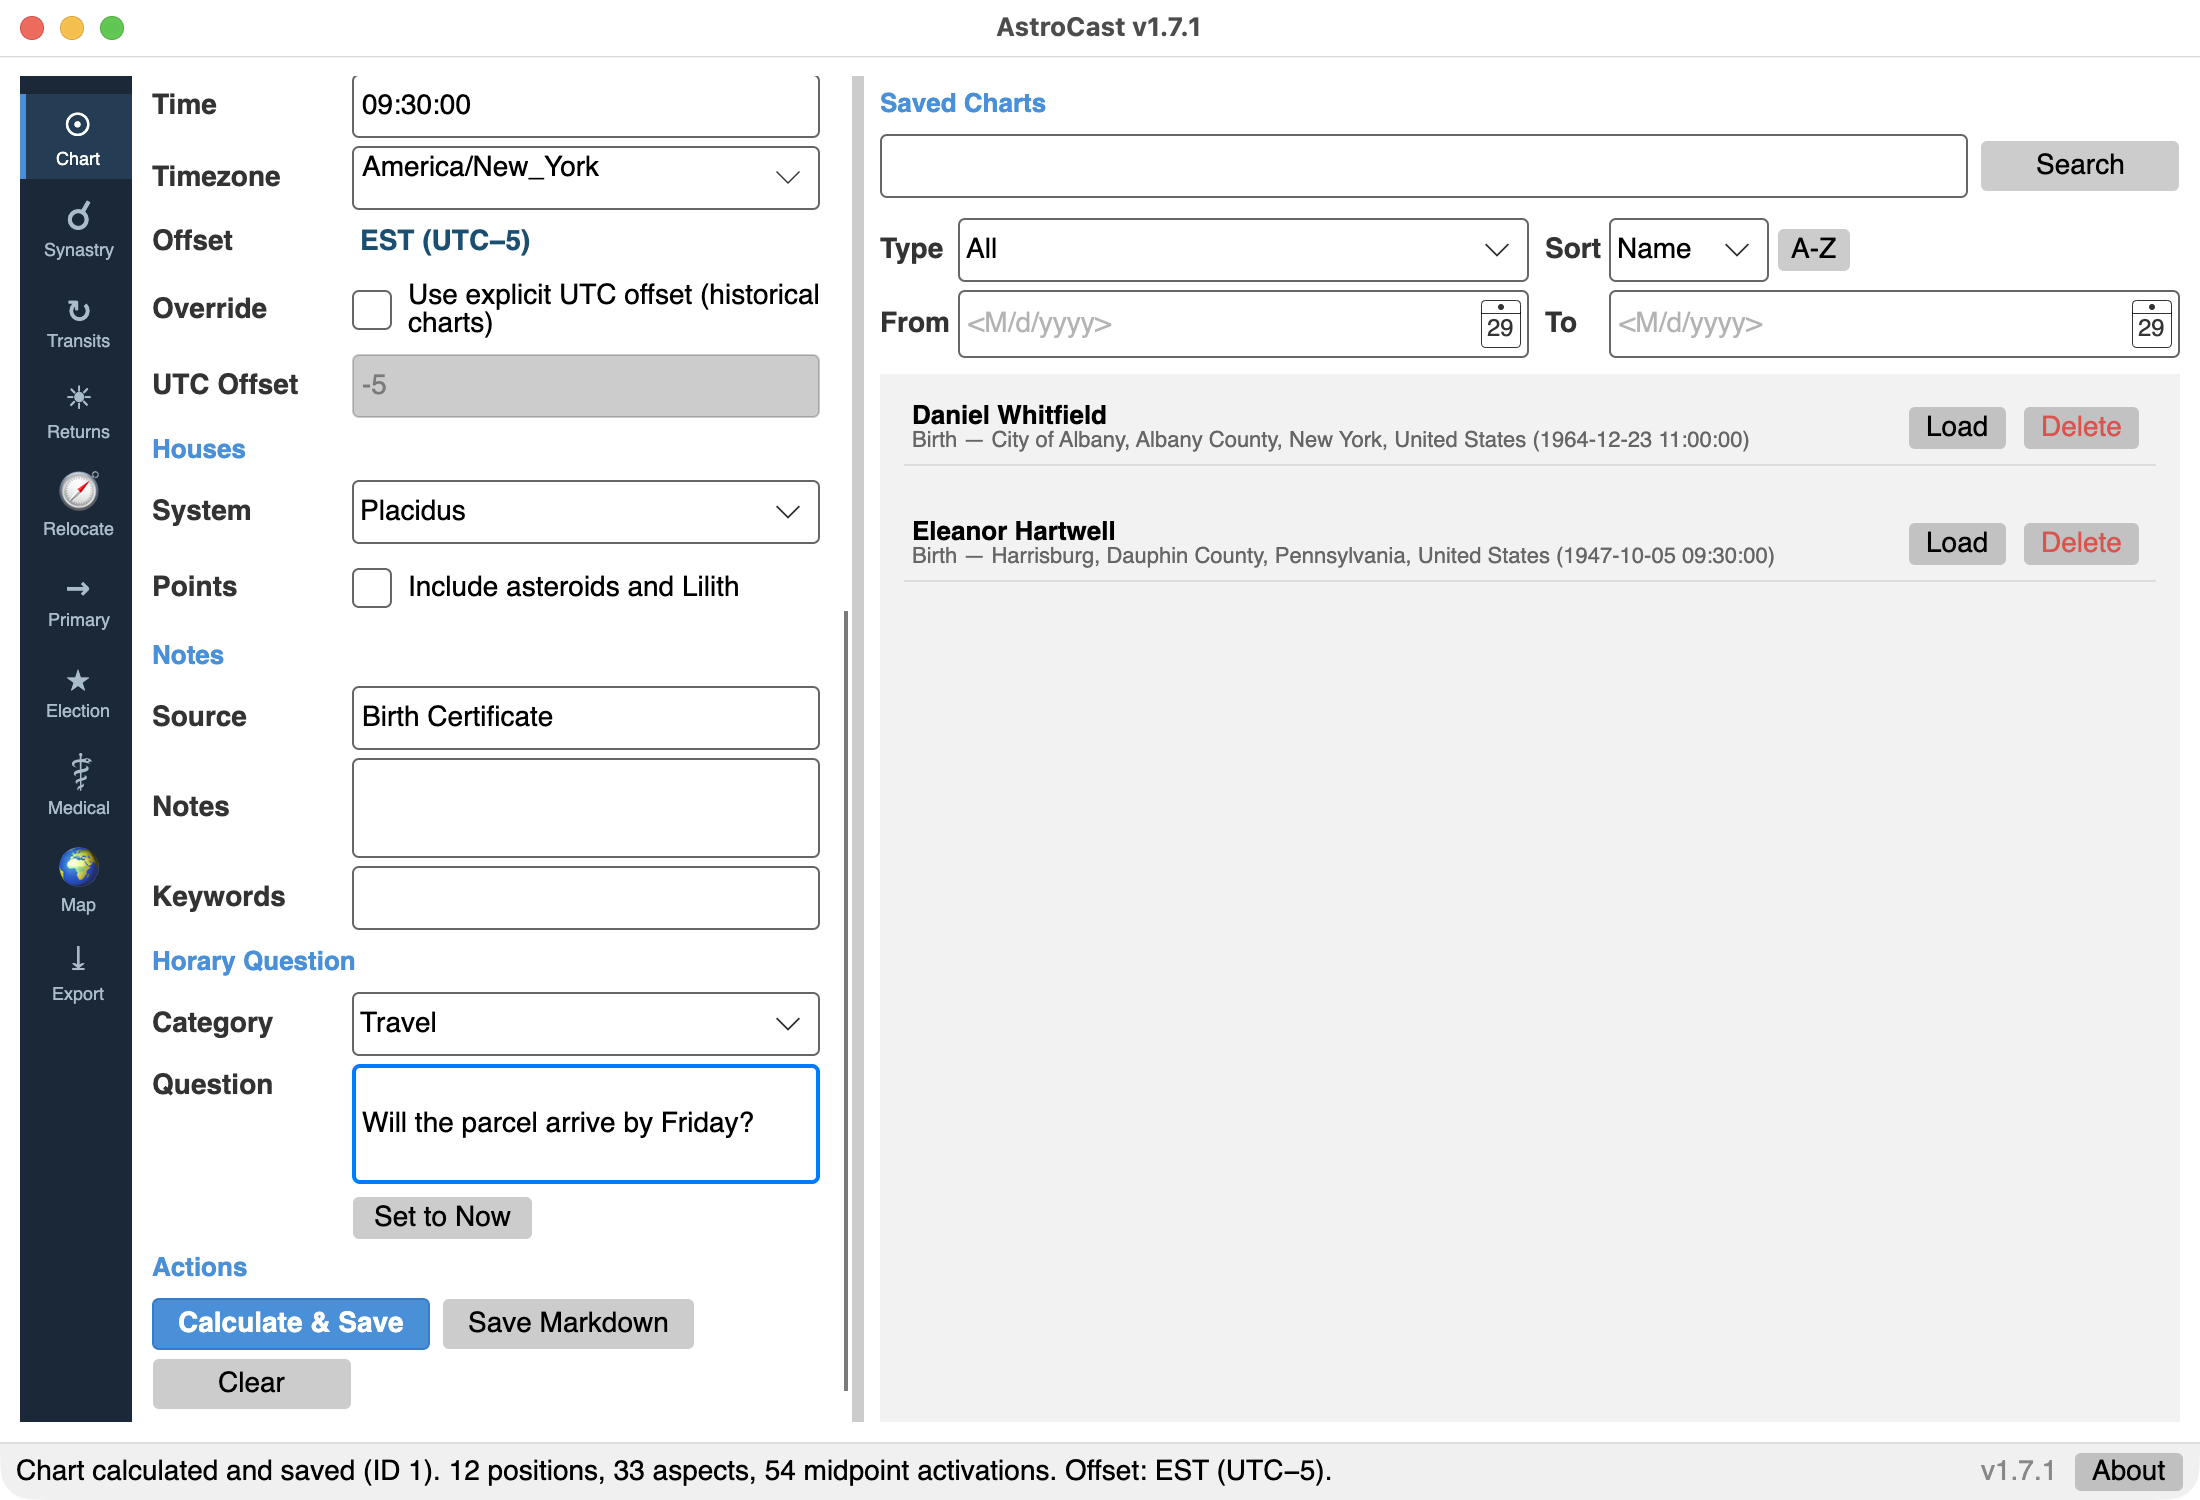 AstroCast v1.7.1
Chart
Synastry
Transits
Returns
Relocate
Primary
Election
Medical
Map
Export
Time
09:30:00
Timezone
America/New_York
Offset
EST (UTC–5)
Override
Use explicit UTC offset (historical
charts)
UTC Offset
-5
Houses
System
Placidus
Points
Include asteroids and Lilith
Notes
Source
Birth Certificate
Notes
Keywords
Horary Question
Category
Travel
Question
Will the parcel arrive by Friday?
Set to Now
Actions
Calculate & Save
Save Markdown
Clear
Saved Charts
Search
Type
All
Sort
Name
A-Z
From
<M/d/yyyy>
29
To
<M/d/yyyy>
29
Daniel Whitfield
Birth — City of Albany, Albany County, New York, United States (1964-12-23 11:00:00)
Load
Delete
Eleanor Hartwell
Birth — Harrisburg, Dauphin County, Pennsylvania, United States (1947-10-05 09:30:00)
Load
Delete
Chart calculated and saved (ID 1). 12 positions, 33 aspects, 54 midpoint activations. Offset: EST (UTC–5).
v1.7.1
About